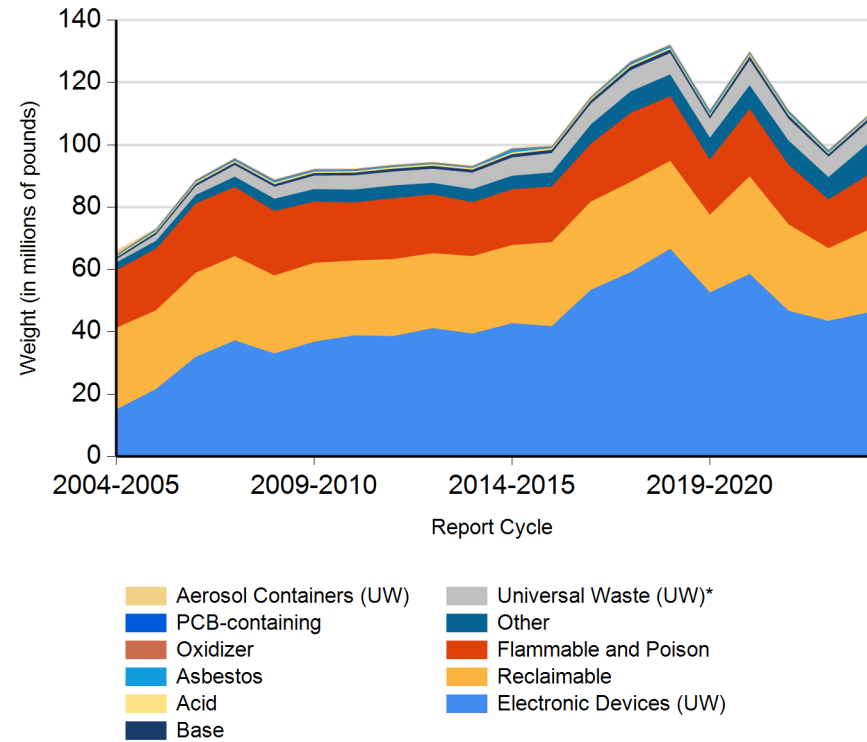 140
120
100
80
60
40
20
0
Weight (in millions of pounds)
2004-2005 2009-2010 2014-2015 2019-2020
Report Cycle
Aerosol Containers (UW)
PCB-containing
Oxidizer
Asbestos
Acid
Base
Universal Waste (UW)*
Other
Flammable and Poison
Reclaimable
Electronic Devices (UW)